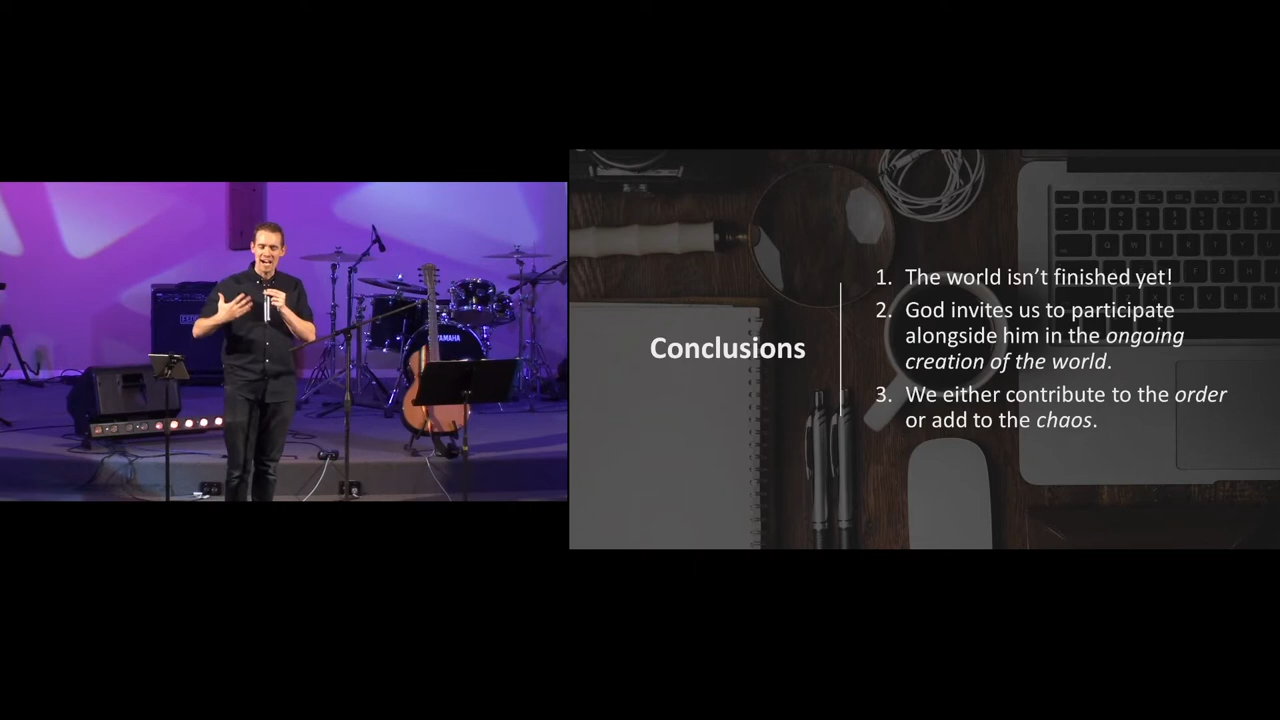 YAMAHA
Conclusions
1. The world isn’t finished yet!
2. God invites us to participate
alongside him in the ongoing
creation of the world.
3. We either contribute to the order
or add to the chaos.